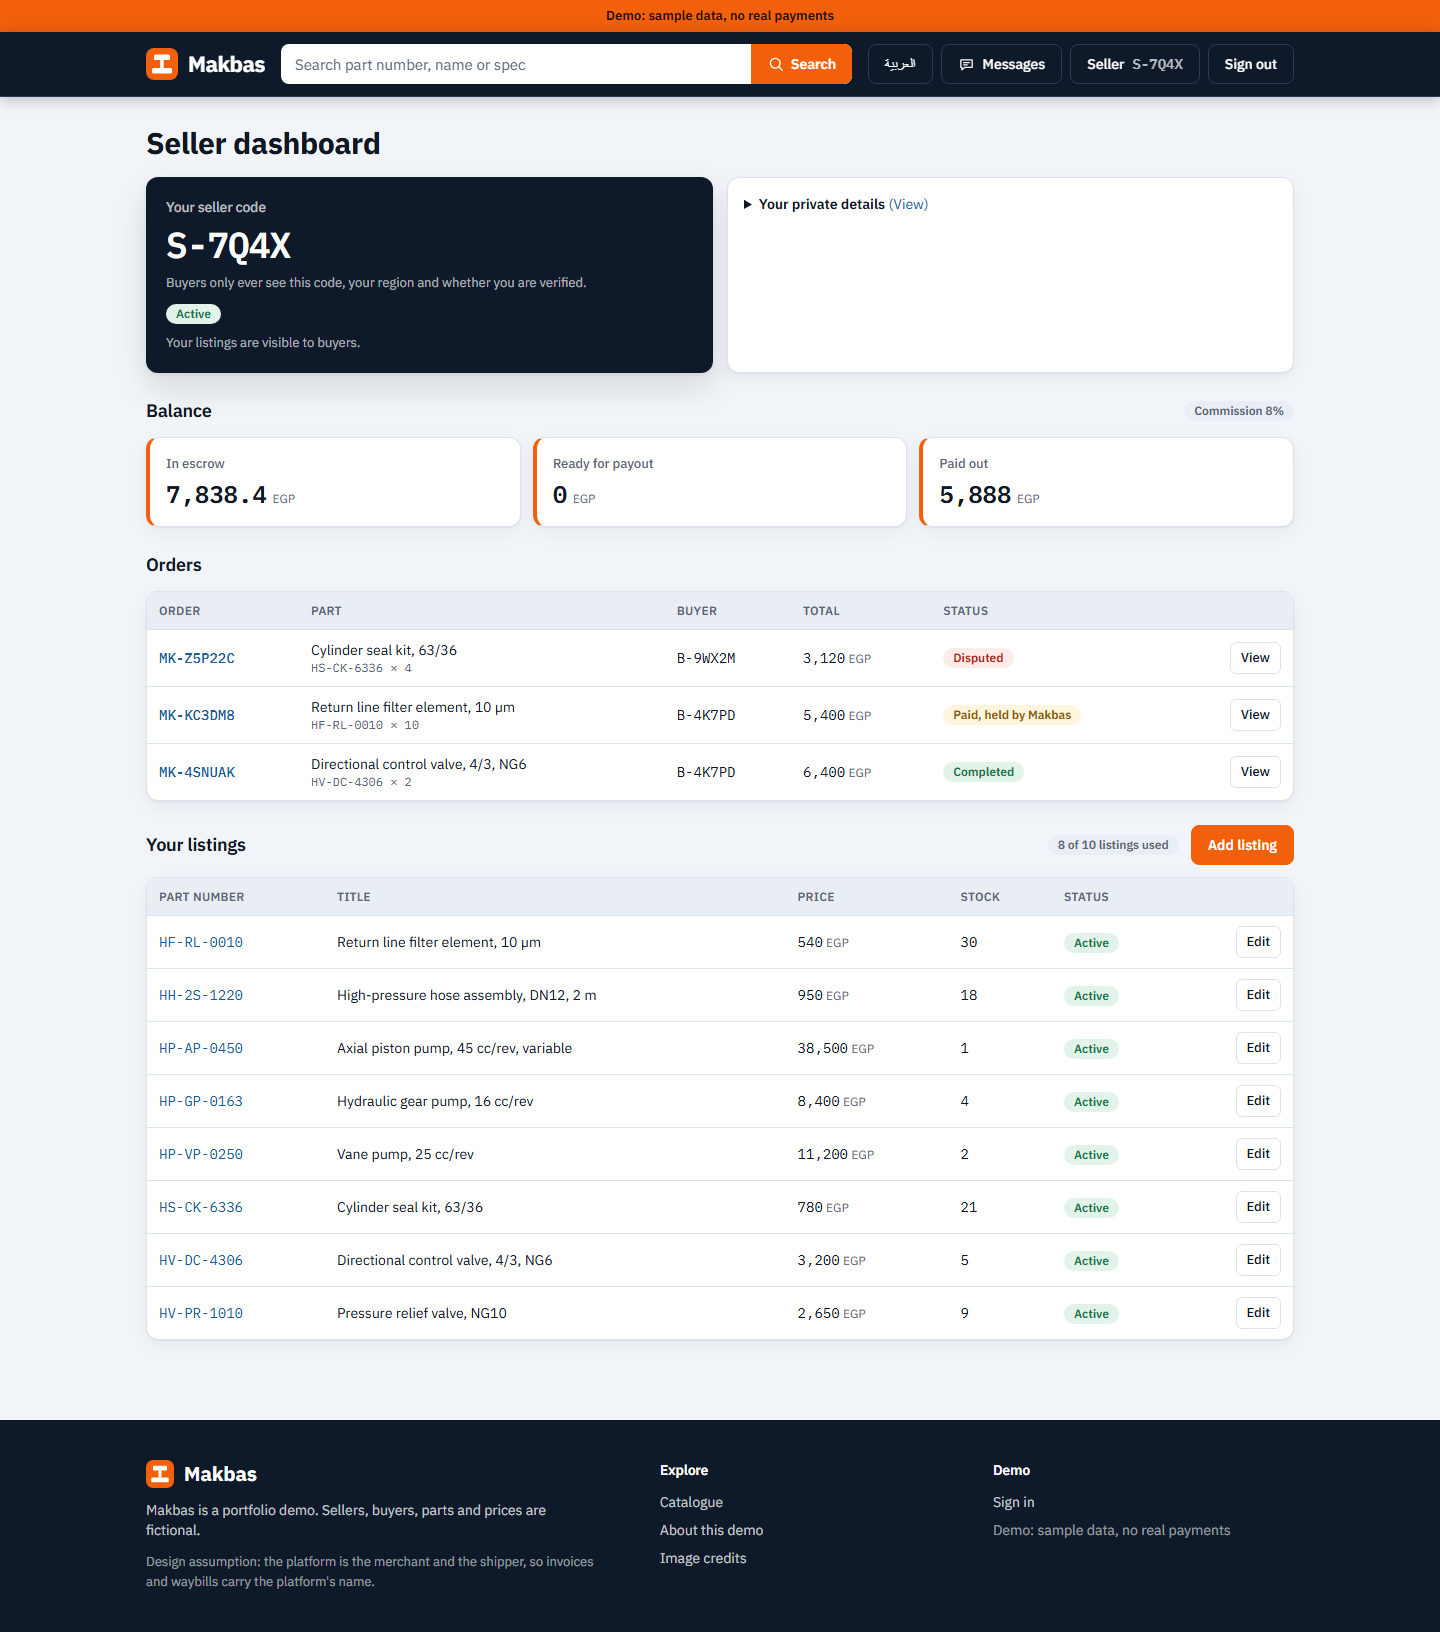 Demo: sample data, no real payments
Makbas
Search part number, name or spec
Search
العربية
Messages
Seller S-7Q4X
Sign out
Seller dashboard
Your seller code
S-7Q4X
Buyers only ever see this code, your region and whether you are verified.
Active
Your listings are visible to buyers.
Your private details (View)
Balance
Commission 8%
In escrow
7,838.4 EGP
Ready for payout
0 EGP
Paid out
5,888 EGP
Orders
ORDER PART BUYER TOTAL STATUS
MK-Z5P22C Cylinder seal kit, 63/36 B-9WX2M 3,120 EGP Disputed View
HS-CK-6336 × 4
MK-KC3DM8 Return line filter element, 10 µm B-4K7PD 5,400 EGP Paid, held by Makbas View
HF-RL-0010 × 10
MK-4SNUAK Directional control valve, 4/3, NG6 B-4K7PD 6,400 EGP Completed View
HV-DC-4306 × 2
Your listings
8 of 10 listings used
Add listing
PART NUMBER TITLE PRICE STOCK STATUS
HF-RL-0010 Return line filter element, 10 µm 540 EGP 30 Active Edit
HH-2S-1220 High-pressure hose assembly, DN12, 2 m 950 EGP 18 Active Edit
HP-AP-0450 Axial piston pump, 45 cc/rev, variable 38,500 EGP 1 Active Edit
HP-GP-0163 Hydraulic gear pump, 16 cc/rev 8,400 EGP 4 Active Edit
HP-VP-0250 Vane pump, 25 cc/rev 11,200 EGP 2 Active Edit
HS-CK-6336 Cylinder seal kit, 63/36 780 EGP 21 Active Edit
HV-DC-4306 Directional control valve, 4/3, NG6 3,200 EGP 5 Active Edit
HV-PR-1010 Pressure relief valve, NG10 2,650 EGP 9 Active Edit
Makbas
Makbas is a portfolio demo. Sellers, buyers, parts and prices are
fictional.
Design assumption: the platform is the merchant and the shipper, so invoices
and waybills carry the platform's name.
Explore
Catalogue
About this demo
Image credits
Demo
Sign in
Demo: sample data, no real payments